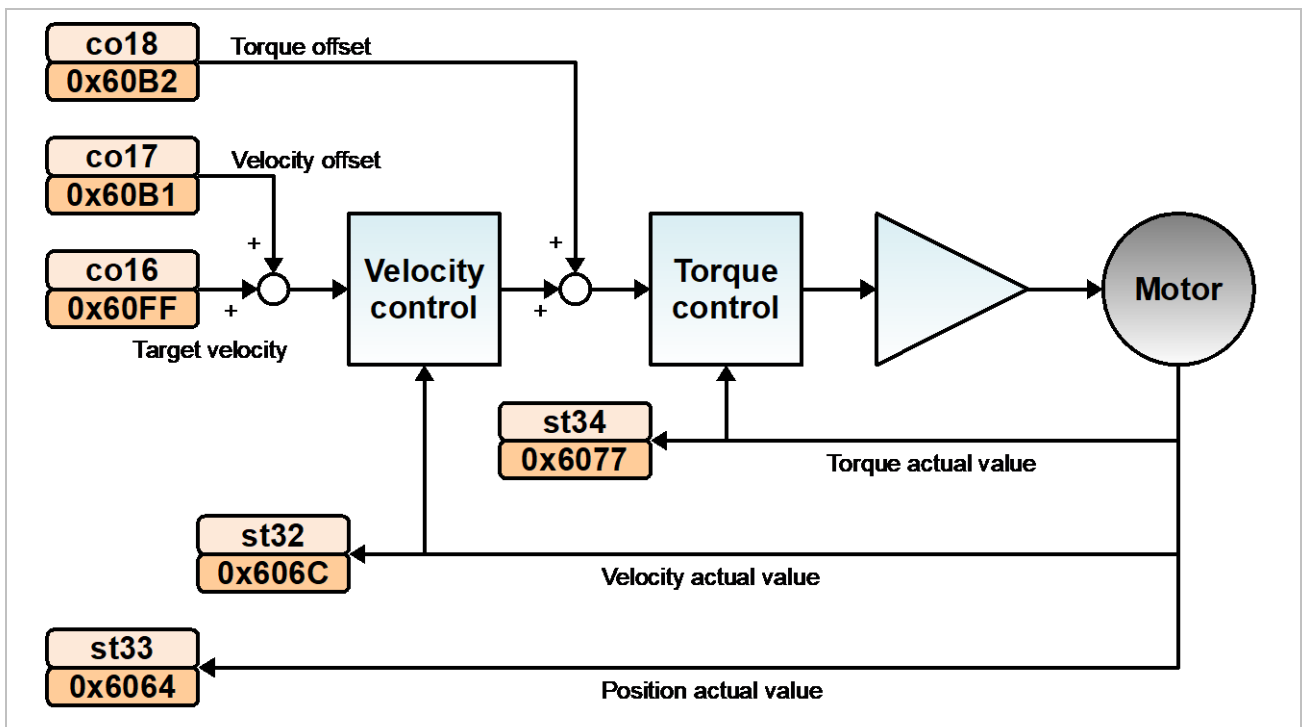 co18
0x60B2
Torque offset
co17
0x60B1
Velocity offset
+
+
co16
0x60FF
+
+
Target velocity
Velocity
control
Torque
control
Motor
st34
0x6077
Torque actual value
st32
0x606C
Velocity actual value
st33
0x6064
Position actual value